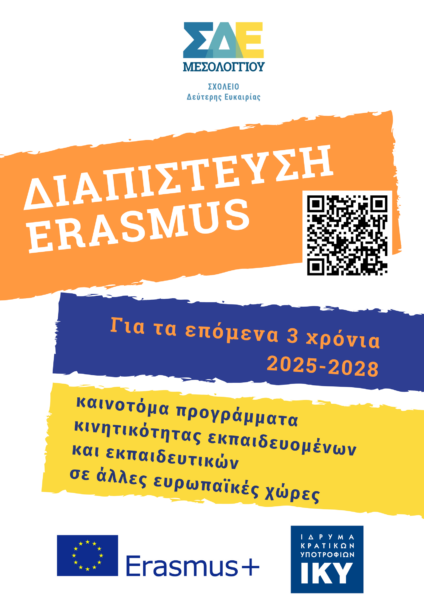 ΣΔΕ
ΜΕΣΟΛΟΓΓΙΟΥ
ΣΧΟΛΕΙΟ
Δεύτερης Ευκαιρίας
ΔΙΑΠΙΣΤΕΥΣΗ
ERASMUS
Για τα επόμενα 3 χρόνια
2025-2028
καινοτόμα προγράμματα
κινητικότητας εκπαιδευομένων
και εκπαιδευτικών
σε άλλες ευρωπαϊκές χώρες
Erasmus+
ΙΔΡΥΜΑ
ΚΡΑΤΙΚΩΝ
ΥΠΟΤΡΟΦΙΩΝ
ΙΚΥ